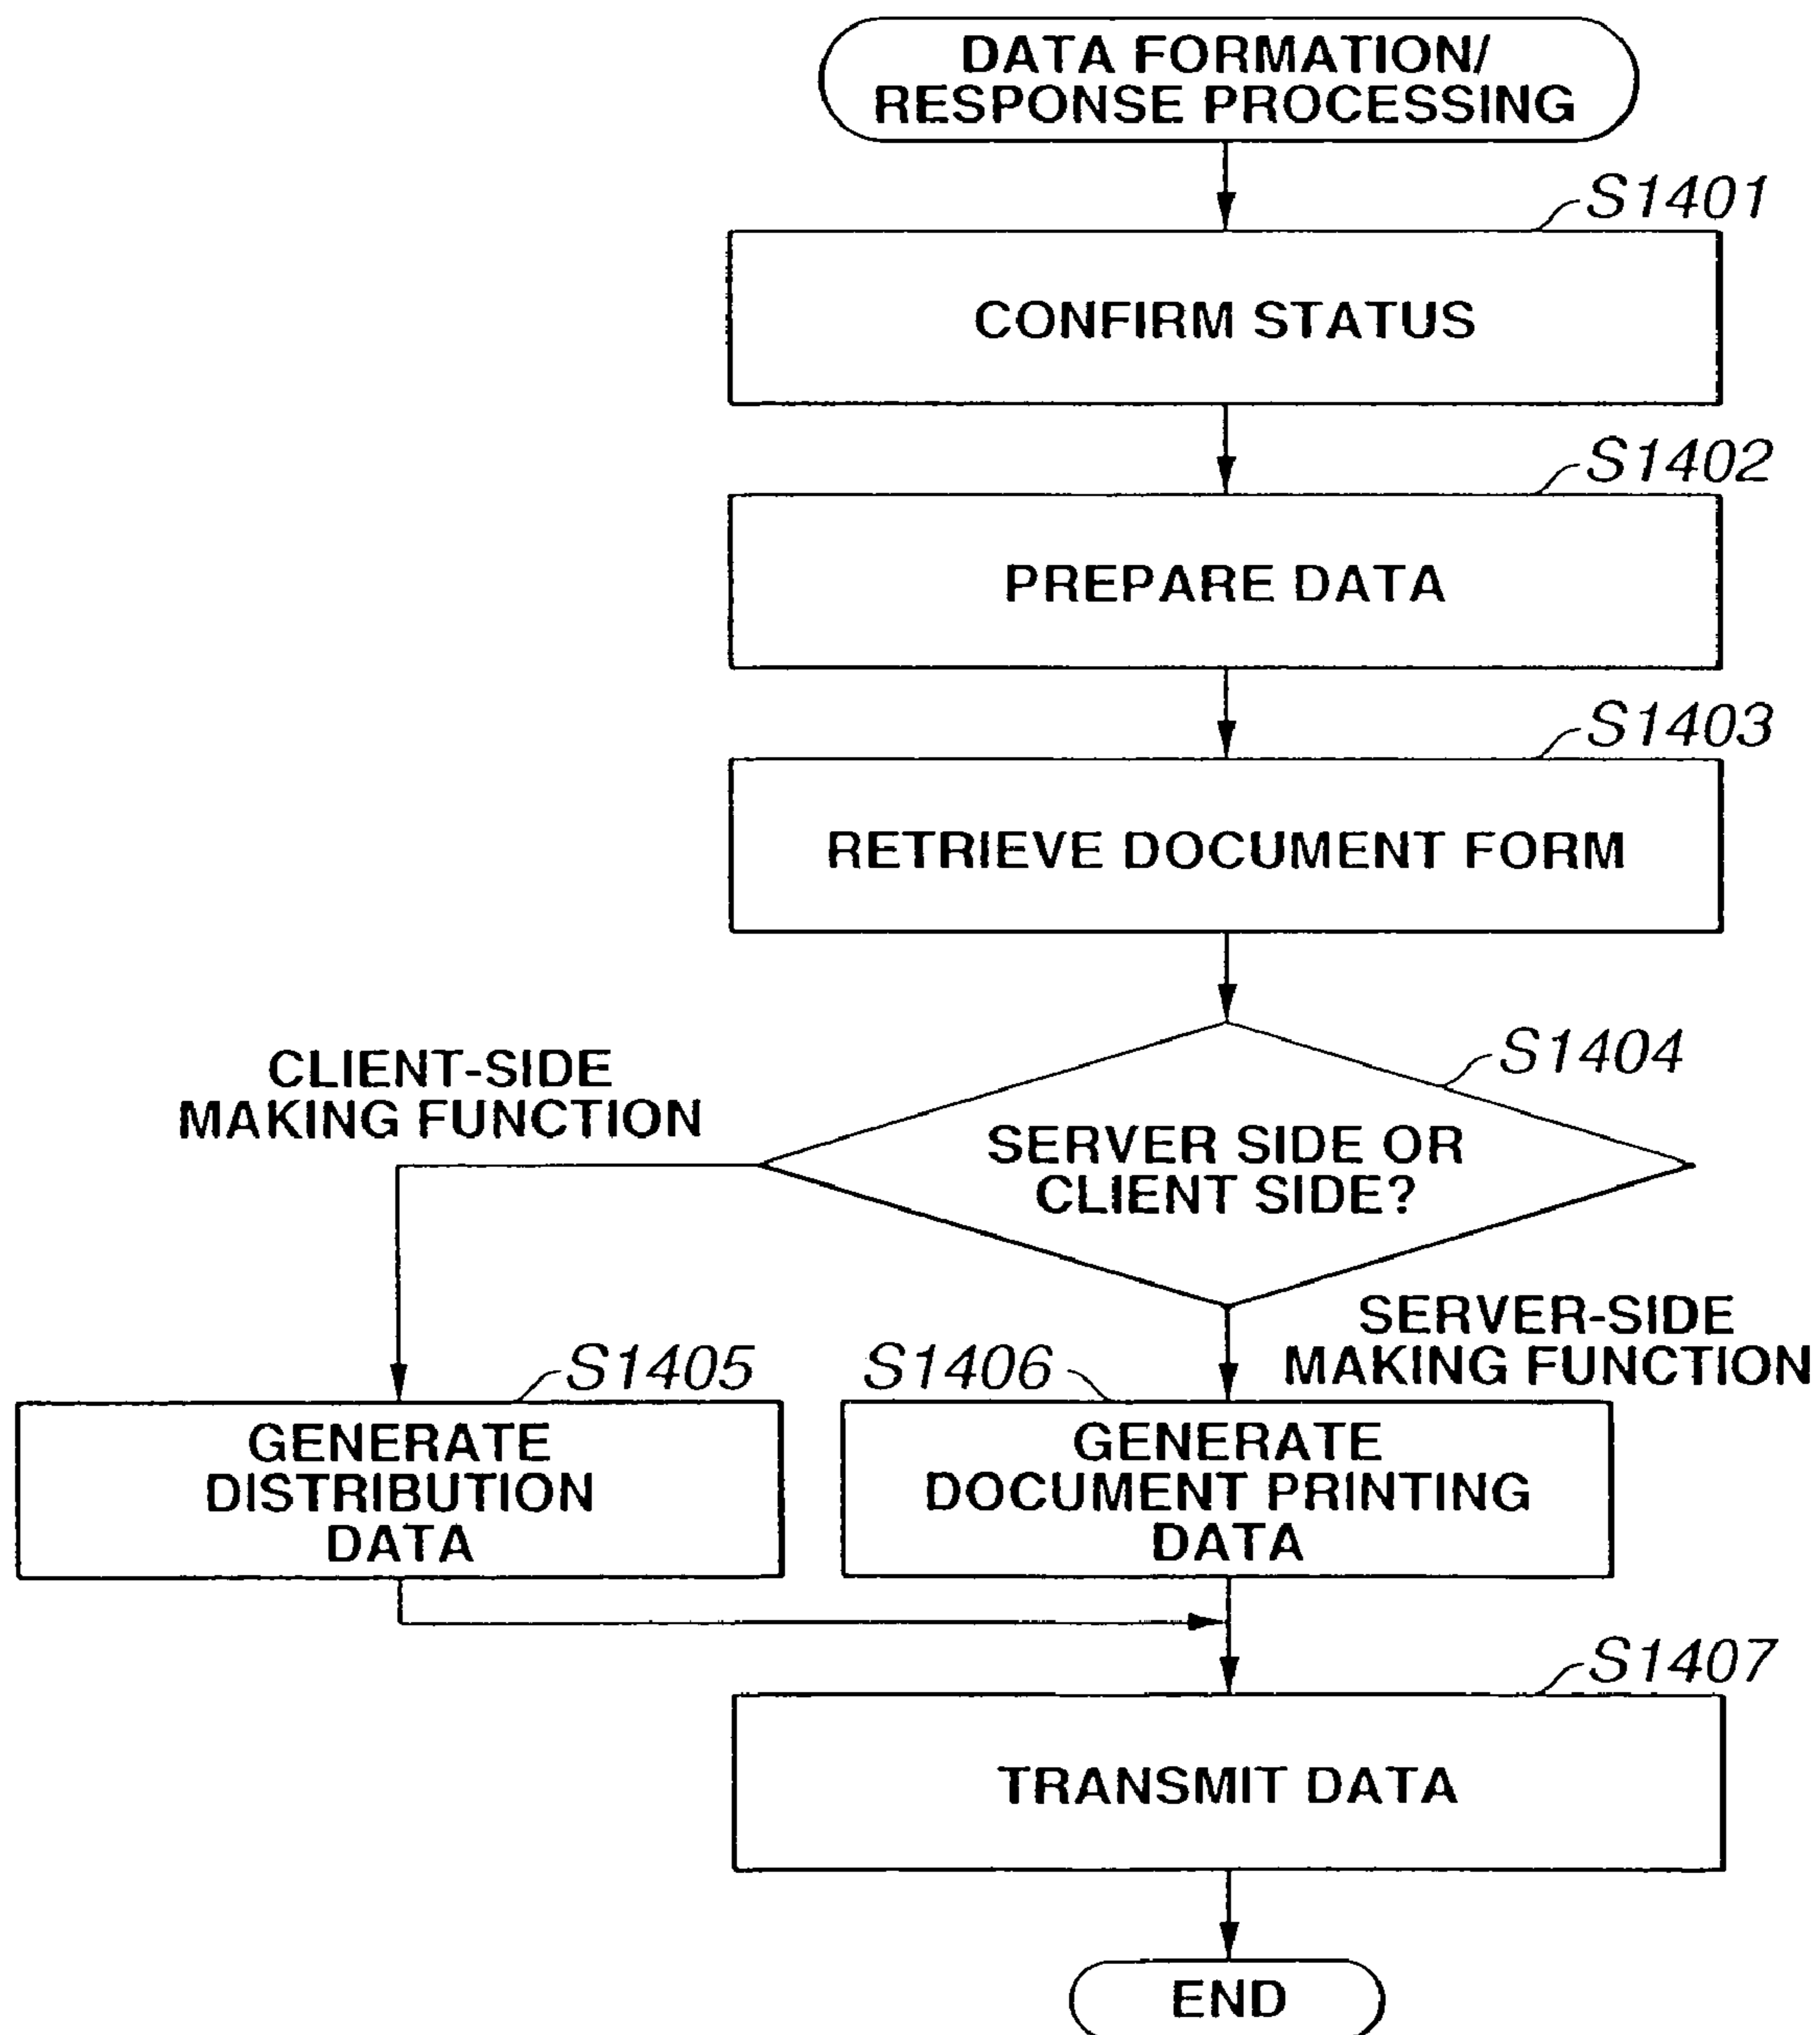 DATA FORMATION/
RESPONSE PROCESSING
S1401
CONFIRM STATUS
S1402
PREPARE DATA
S1403
RETRIEVE DOCUMENT FORM
S1404
CLIENT-SIDE
MAKING FUNCTION
SERVER SIDE OR
CLIENT SIDE?
SERVER-SIDE
MAKING FUNCTION
S1405
GENERATE
DISTRIBUTION
DATA
S1406
GENERATE
DOCUMENT PRINTING
DATA
S1407
TRANSMIT DATA
END